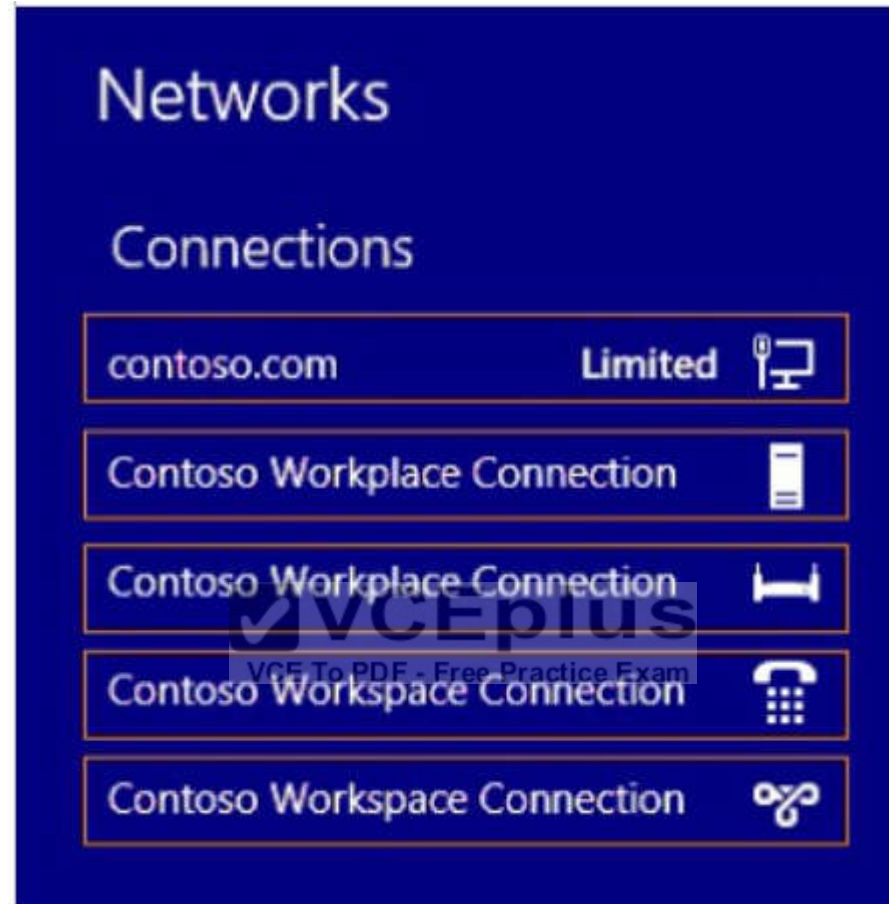 Networks
Connections
contoso.com Limited
Contoso Workplace Connection
Contoso Workplace Connection
VCEplus
VCE To PDF - Free Practice Exam
Contoso Workspace Connection
Contoso Workspace Connection